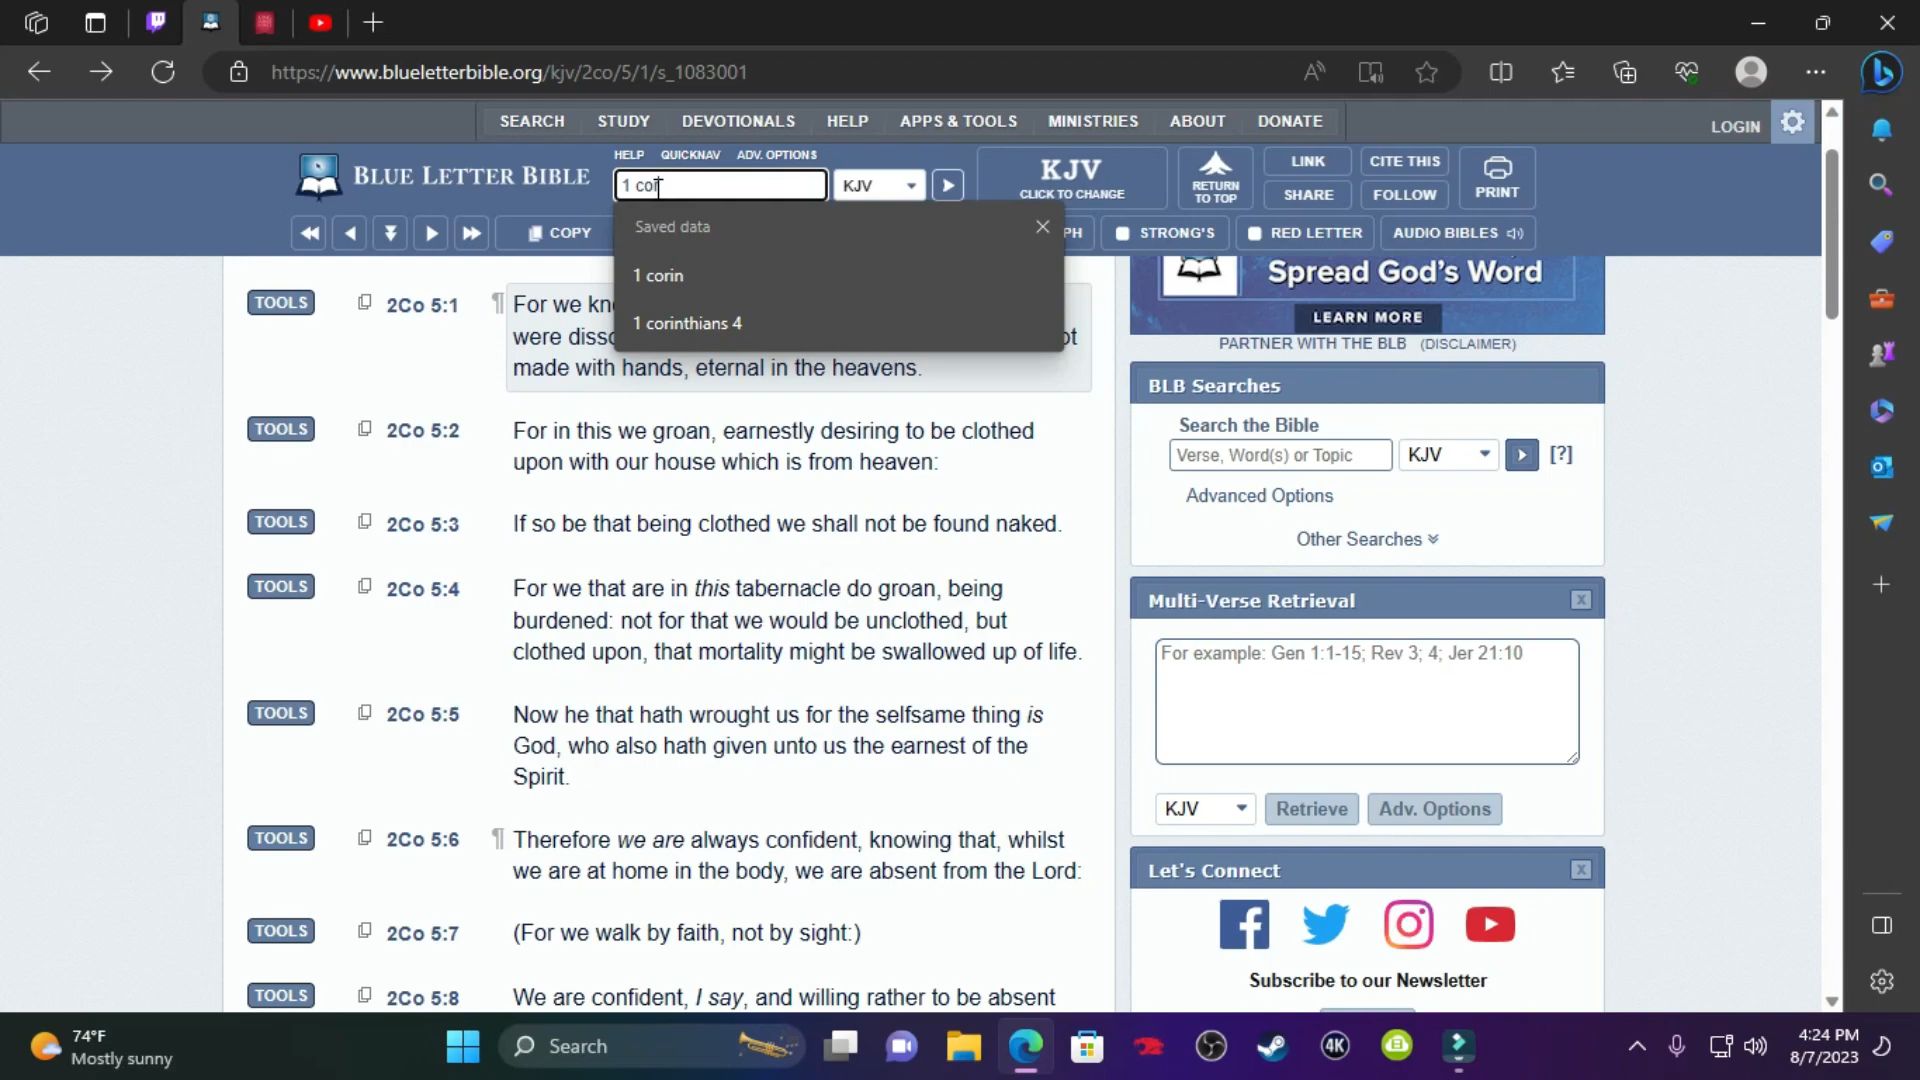 https://www.blueletterbible.org/kjv/2co/5/1/s_1083001
SEARCH STUDY DEVOTIONALS HELP APPS & TOOLS MINISTRIES ABOUT DONATE
LOGIN
BLUE LETTER BIBLE
HELP QUICKNAV ADV. OPTIONS
1 cor
KJV
KJV
CLICK TO CHANGE
RETURN
TO TOP
LINK
CITE THIS
SHARE
FOLLOW
PRINT
COPY
PH
STRONG'S
RED LETTER
AUDIO BIBLES
Saved data
1 corin
1 corinthians 4
TOOLS 2Co 5:1 ¶ For we kn
were disso ot
made with hands, eternal in the heavens.
TOOLS 2Co 5:2 For in this we groan, earnestly desiring to be clothed
upon with our house which is from heaven:
TOOLS 2Co 5:3 If so be that being clothed we shall not be found naked.
TOOLS 2Co 5:4 For we that are in this tabernacle do groan, being
burdened: not for that we would be unclothed, but
clothed upon, that mortality might be swallowed up of life.
TOOLS 2Co 5:5 Now he that hath wrought us for the selfsame thing is
God, who also hath given unto us the earnest of the
Spirit.
TOOLS 2Co 5:6 ¶ Therefore we are always confident, knowing that, whilst
we are at home in the body, we are absent from the Lord:
TOOLS 2Co 5:7 (For we walk by faith, not by sight:)
TOOLS 2Co 5:8 We are confident, I say, and willing rather to be absent
Spread God's Word
LEARN MORE
PARTNER WITH THE BLB (DISCLAIMER)
BLB Searches
Search the Bible
Verse, Word(s) or Topic KJV [?]
Advanced Options
Other Searches
Multi-Verse Retrieval
For example: Gen 1:1-15; Rev 3; 4; Jer 21:10
KJV Retrieve Adv. Options
Let's Connect
Subscribe to our Newsletter
74°F
Mostly sunny
Search
4K
4:24 PM
8/7/2023